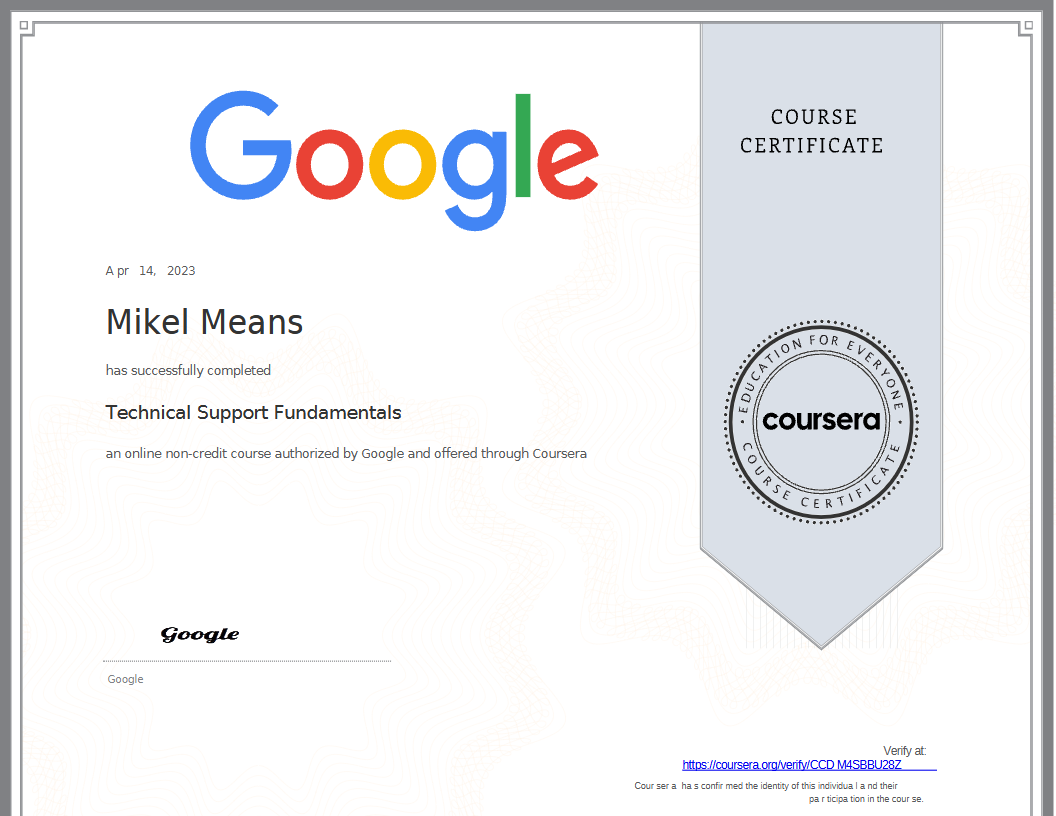 Google
COURSE
CERTIFICATE
Apr 14, 2023
Mikel Means
has successfully completed
Technical Support Fundamentals
an online non-credit course authorized by Google and offered through Coursera
EDUCATION FOR EVERYONE
coursera
COURSE CERTIFICATE
Google
Google
Verify at:
https://coursera.org/verify/CCD M4SBBU28Z
Coursera has confirmed the identity of this individual and their
participation in the course.